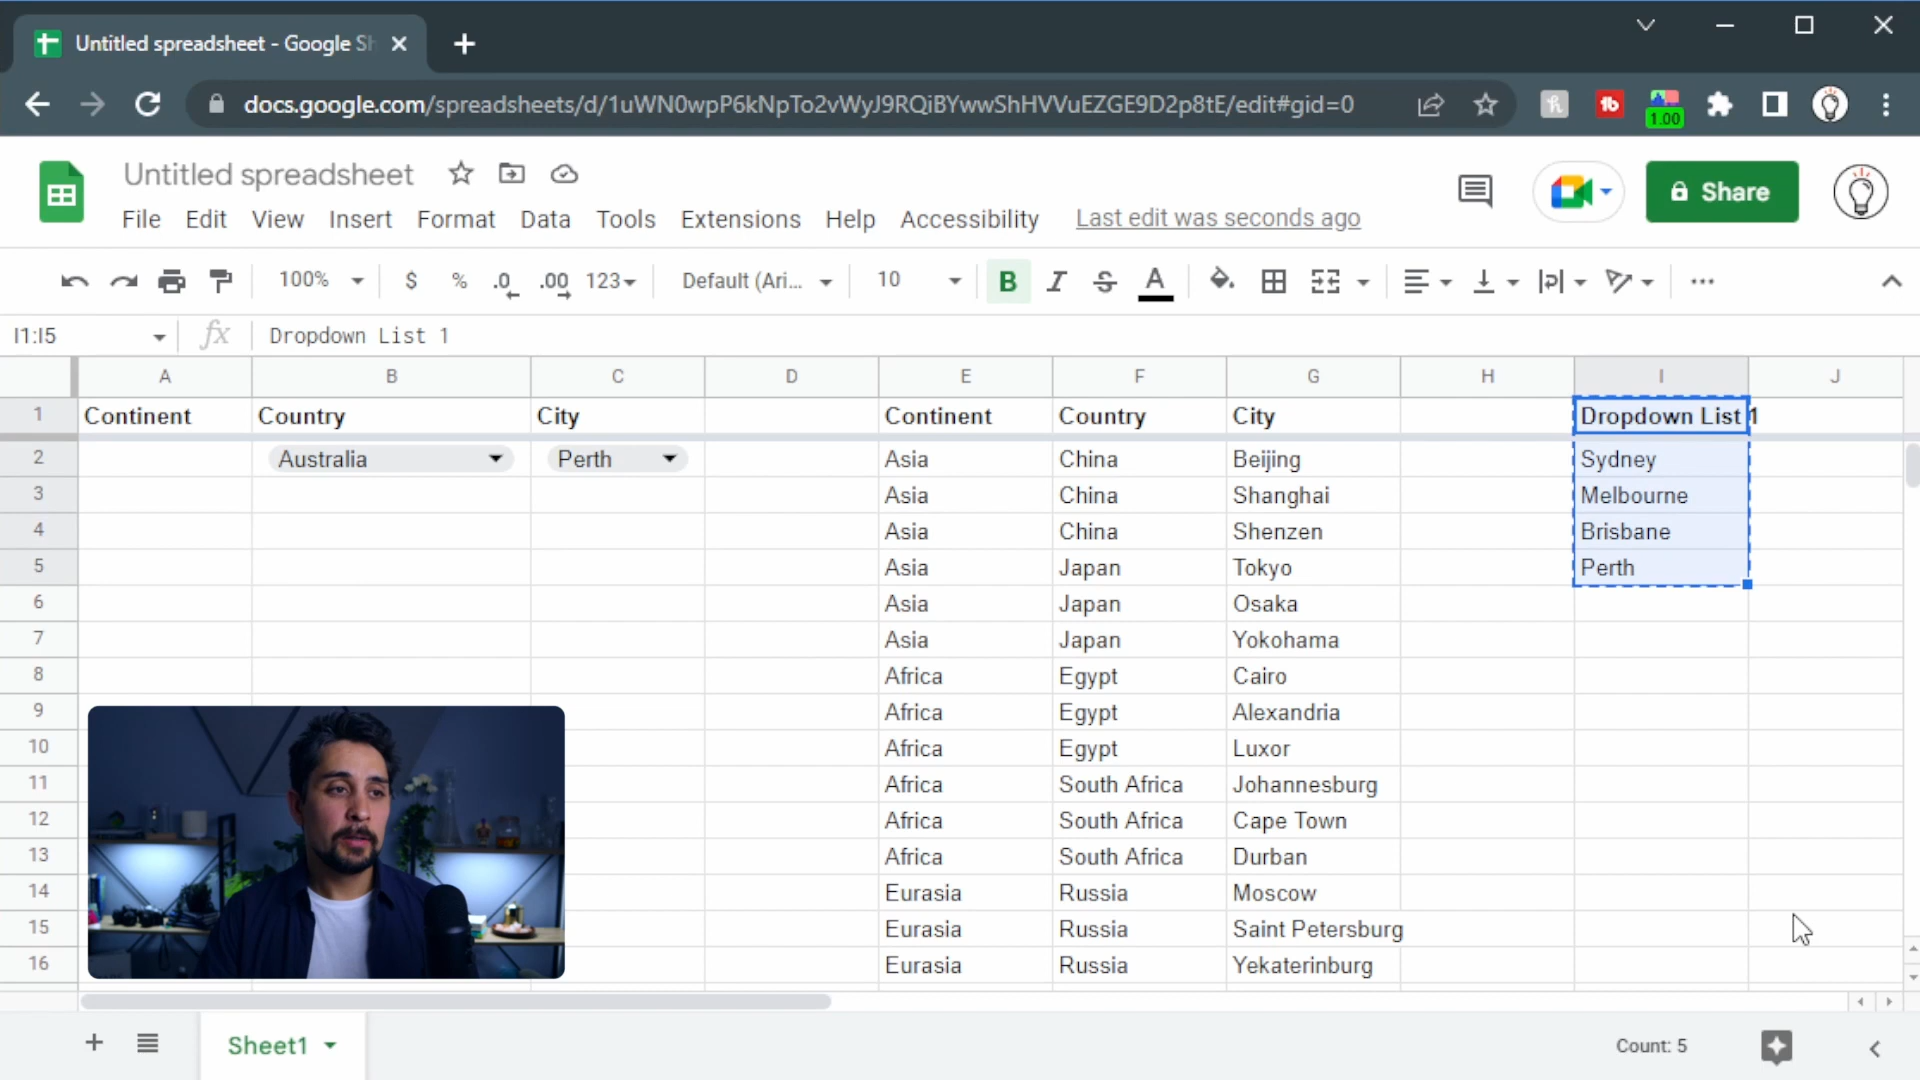 Untitled spreadsheet - Google Sh
docs.google.com/spreadsheets/d/1uWN0wpP6kNpTo2vWyJ9RQiBYwwShHVVuEZGE9D2p8tE/edit#gid=0
1.00
Untitled spreadsheet
File Edit View Insert Format Data Tools Extensions Help Accessibility Last edit was seconds ago
Share
100% $ % .0 .00 123 Default (Ari... 10 B I S A
I1:I5 fx Dropdown List 1
A B C D E F G H I J
1 Continent Country City Continent Country City Dropdown List 1
2 Australia Perth Asia China Beijing Sydney
3 Asia China Shanghai Melbourne
4 Asia China Shenzen Brisbane
5 Asia Japan Tokyo Perth
6 Asia Japan Osaka
7 Asia Japan Yokohama
8 Africa Egypt Cairo
9 Africa Egypt Alexandria
10 Africa Egypt Luxor
11 Africa South Africa Johannesburg
12 Africa South Africa Cape Town
13 Africa South Africa Durban
14 Eurasia Russia Moscow
15 Eurasia Russia Saint Petersburg
16 Eurasia Russia Yekaterinburg
Sheet1 Count: 5